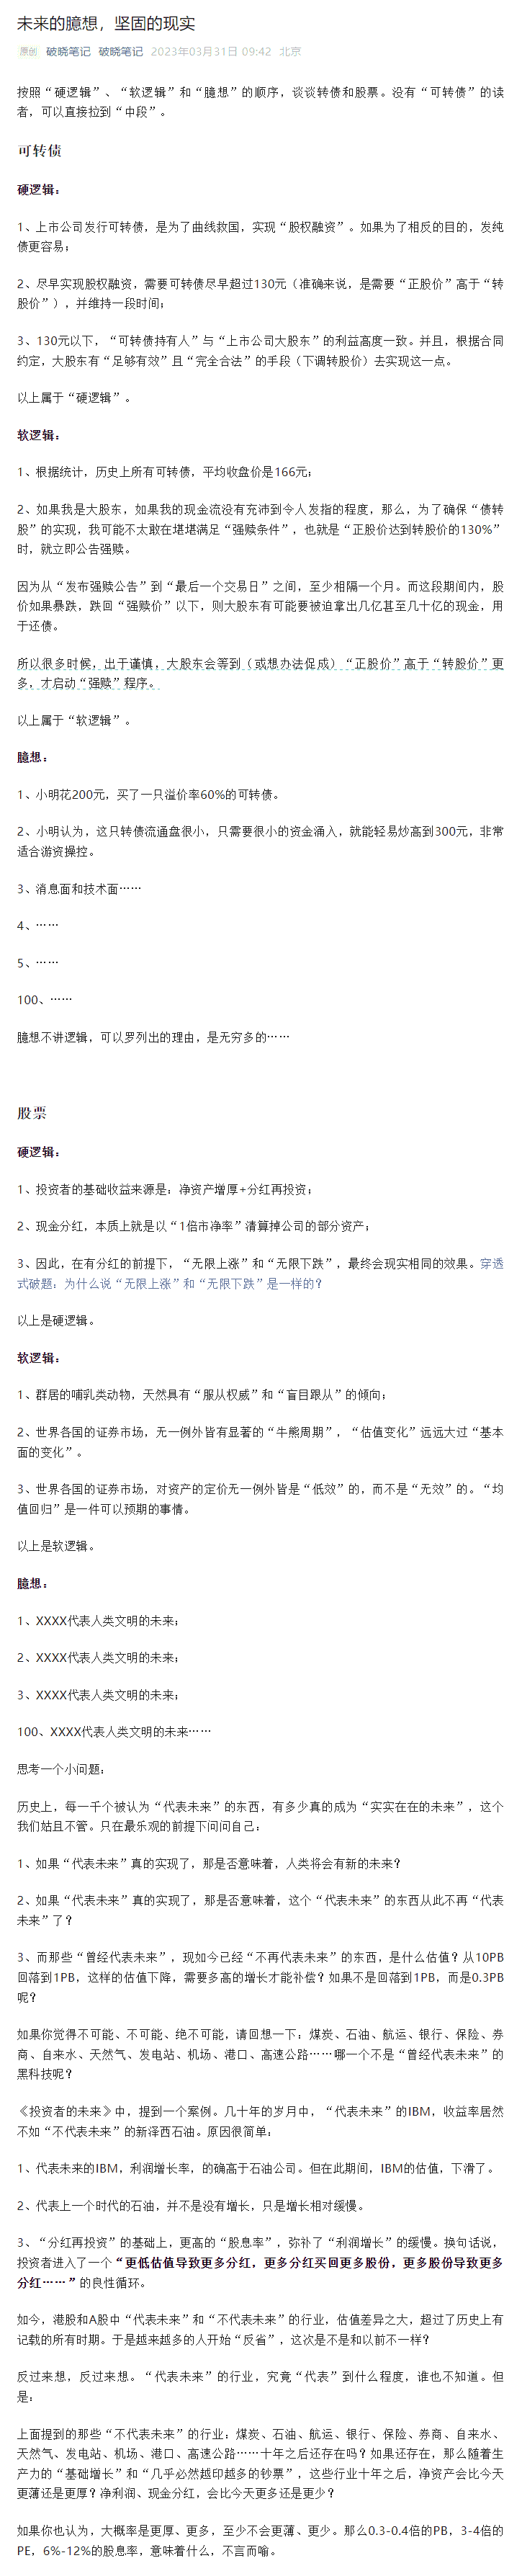 未来的臆想，坚固的现实
原创 破晓笔记 破晓笔记 2023年03月31日 09:42 北京
按照“硬逻辑”、“软逻辑”和“臆想”的顺序，谈谈转债和股票。没有“可转债”的读
者，可以直接拉到“中段”。
可转债
硬逻辑：
1、上市公司发行可转债，是为了曲线救国，实现“股权融资”。如果为了相反的目的，发纯
债更容易；
2、尽早实现股权融资，需要可转债尽早超过130元（准确来说，是需要“正股价”高于“转
股价”），并维持一段时间；
3、130元以下，“可转债持有人”与“上市公司大股东”的利益高度一致。并且，根据合同
约定，大股东有“足够有效”且“完全合法”的手段（下调转股价）去实现这一点。
以上属于“硬逻辑”。
软逻辑：
1、根据统计，历史上所有可转债，平均收盘价是166元；
2、如果我是大股东，如果我的现金流没有充沛到令人发指的程度，那么，为了确保“债转
股”的实现，我可能不太敢在堪堪满足“强赎条件”，也就是“正股价达到转股价的130%”
时，就立即公告强赎。
因为从“发布强赎公告”到“最后一个交易日”之间，至少相隔一个月。而这段期间内，股
价如果暴跌，跌回“强赎价”以下，则大股东有可能要被迫拿出几亿甚至几十亿的现金，用
于还债。
所以很多时候，出于谨慎，大股东会等到（或想办法促成）“正股价”高于“转股价”更
多，才启动“强赎”程序。
以上属于“软逻辑”。
臆想：
1、小明花200元，买了一只溢价率60%的可转债。
2、小明认为，这只转债流通盘很小，只需要很小的资金涌入，就能轻易炒高到300元，非常
适合游资操控。
3、消息面和技术面……
4、……
5、……
100、……
臆想不讲逻辑，可以罗列出的理由，是无穷多的……
股票
硬逻辑：
1、投资者的基础收益来源是：净资产增厚+分红再投资；
2、现金分红，本质上就是以“1倍市净率”清算掉公司的部分资产；
3、因此，在有分红的前提下，“无限上涨”和“无限下跌”，最终会现实相同的效果。穿透
式破题：为什么说“无限上涨”和“无限下跌”是一样的？
以上是硬逻辑。
软逻辑：
1、群居的哺乳类动物，天然具有“服从权威”和“盲目跟从”的倾向；
2、世界各国的证券市场，无一例外皆有显著的“牛熊周期”，“估值变化”远远大过“基本
面的变化”。
3、世界各国的证券市场，对资产的定价无一例外皆是“低效”的，而不是“无效”的。“均
值回归”是一件可以预期的事情。
以上是软逻辑。
臆想：
1、XXXX代表人类文明的未来；
2、XXXX代表人类文明的未来；
3、XXXX代表人类文明的未来；
100、XXXX代表人类文明的未来……
思考一个小问题：
历史上，每一千个被认为“代表未来”的东西，有多少真的成为“实实在在的未来”，这个
我们姑且不管。只在最乐观的前提下问问自己：
1、如果“代表未来”真的实现了，那是否意味着，人类将会有新的未来？
2、如果“代表未来”真的实现了，那是否意味着，这个“代表未来”的东西从此不再“代表
未来”了？
3、而那些“曾经代表未来”，现如今已经“不再代表未来”的东西，是什么估值？从10PB
回落到1PB，这样的估值下降，需要多高的增长才能补偿？如果不是回落到1PB，而是0.3PB
呢？
如果你觉得不可能、不可能、绝不可能，请回想一下：煤炭、石油、航运、银行、保险、券
商、自来水、天然气、发电站、机场、港口、高速公路……哪一个不是“曾经代表未来”的
黑科技呢？
《投资者的未来》中，提到一个案例。几十年的岁月中，“代表未来”的IBM，收益率居然
不如“不代表未来”的新泽西石油。原因很简单：
1、代表未来的IBM，利润增长率，的确高于石油公司。但在此期间，IBM的估值，下滑了。
2、代表上一个时代的石油，并不是没有增长，只是增长相对缓慢。
3、“分红再投资”的基础上，更高的“股息率”，弥补了“利润增长”的缓慢。换句话说，
投资者进入了一个“更低估值导致更多分红，更多分红买回更多股份，更多股份导致更多
分红……”的良性循环。
如今，港股和A股中“代表未来”和“不代表未来”的行业，估值差异之大，超过了历史上有
记载的所有时期。于是越来越多的人开始“反省”，这次是不是和以前不一样？
反过来想，反过来想。“代表未来”的行业，究竟“代表”到什么程度，谁也不知道。但
是：
上面提到的那些“不代表未来”的行业：煤炭、石油、航运、银行、保险、券商、自来水、
天然气、发电站、机场、港口、高速公路……十年之后还存在吗？如果还存在，那么随着生
产力的“基础增长”和“几乎必然越印越多的钞票”，这些行业十年之后，净资产会比今天
更薄还是更厚？净利润、现金分红，会比今天更多还是更少？
如果你也认为，大概率是更厚、更多，至少不会更薄、更少。那么0.3-0.4倍的PB，3-4倍的
PE，6%-12%的股息率，意味着什么，不言而喻。